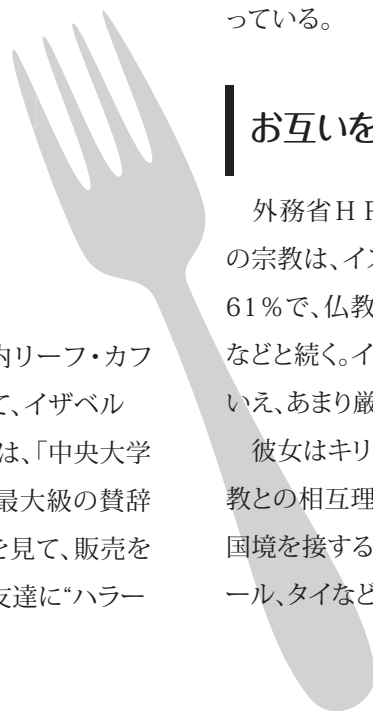 内リーフ・カフ
て、イザベル
は、「中央大学
最大級の賛辞
を見て、販売を
友達に“ハラー
っている。
お互いを
外務省HP
の宗教は、イス
61%で、仏教
などと続く。イ
いえ、あまり厳
彼女はキリ
教との相互理
国境を接する
ール、タイなど